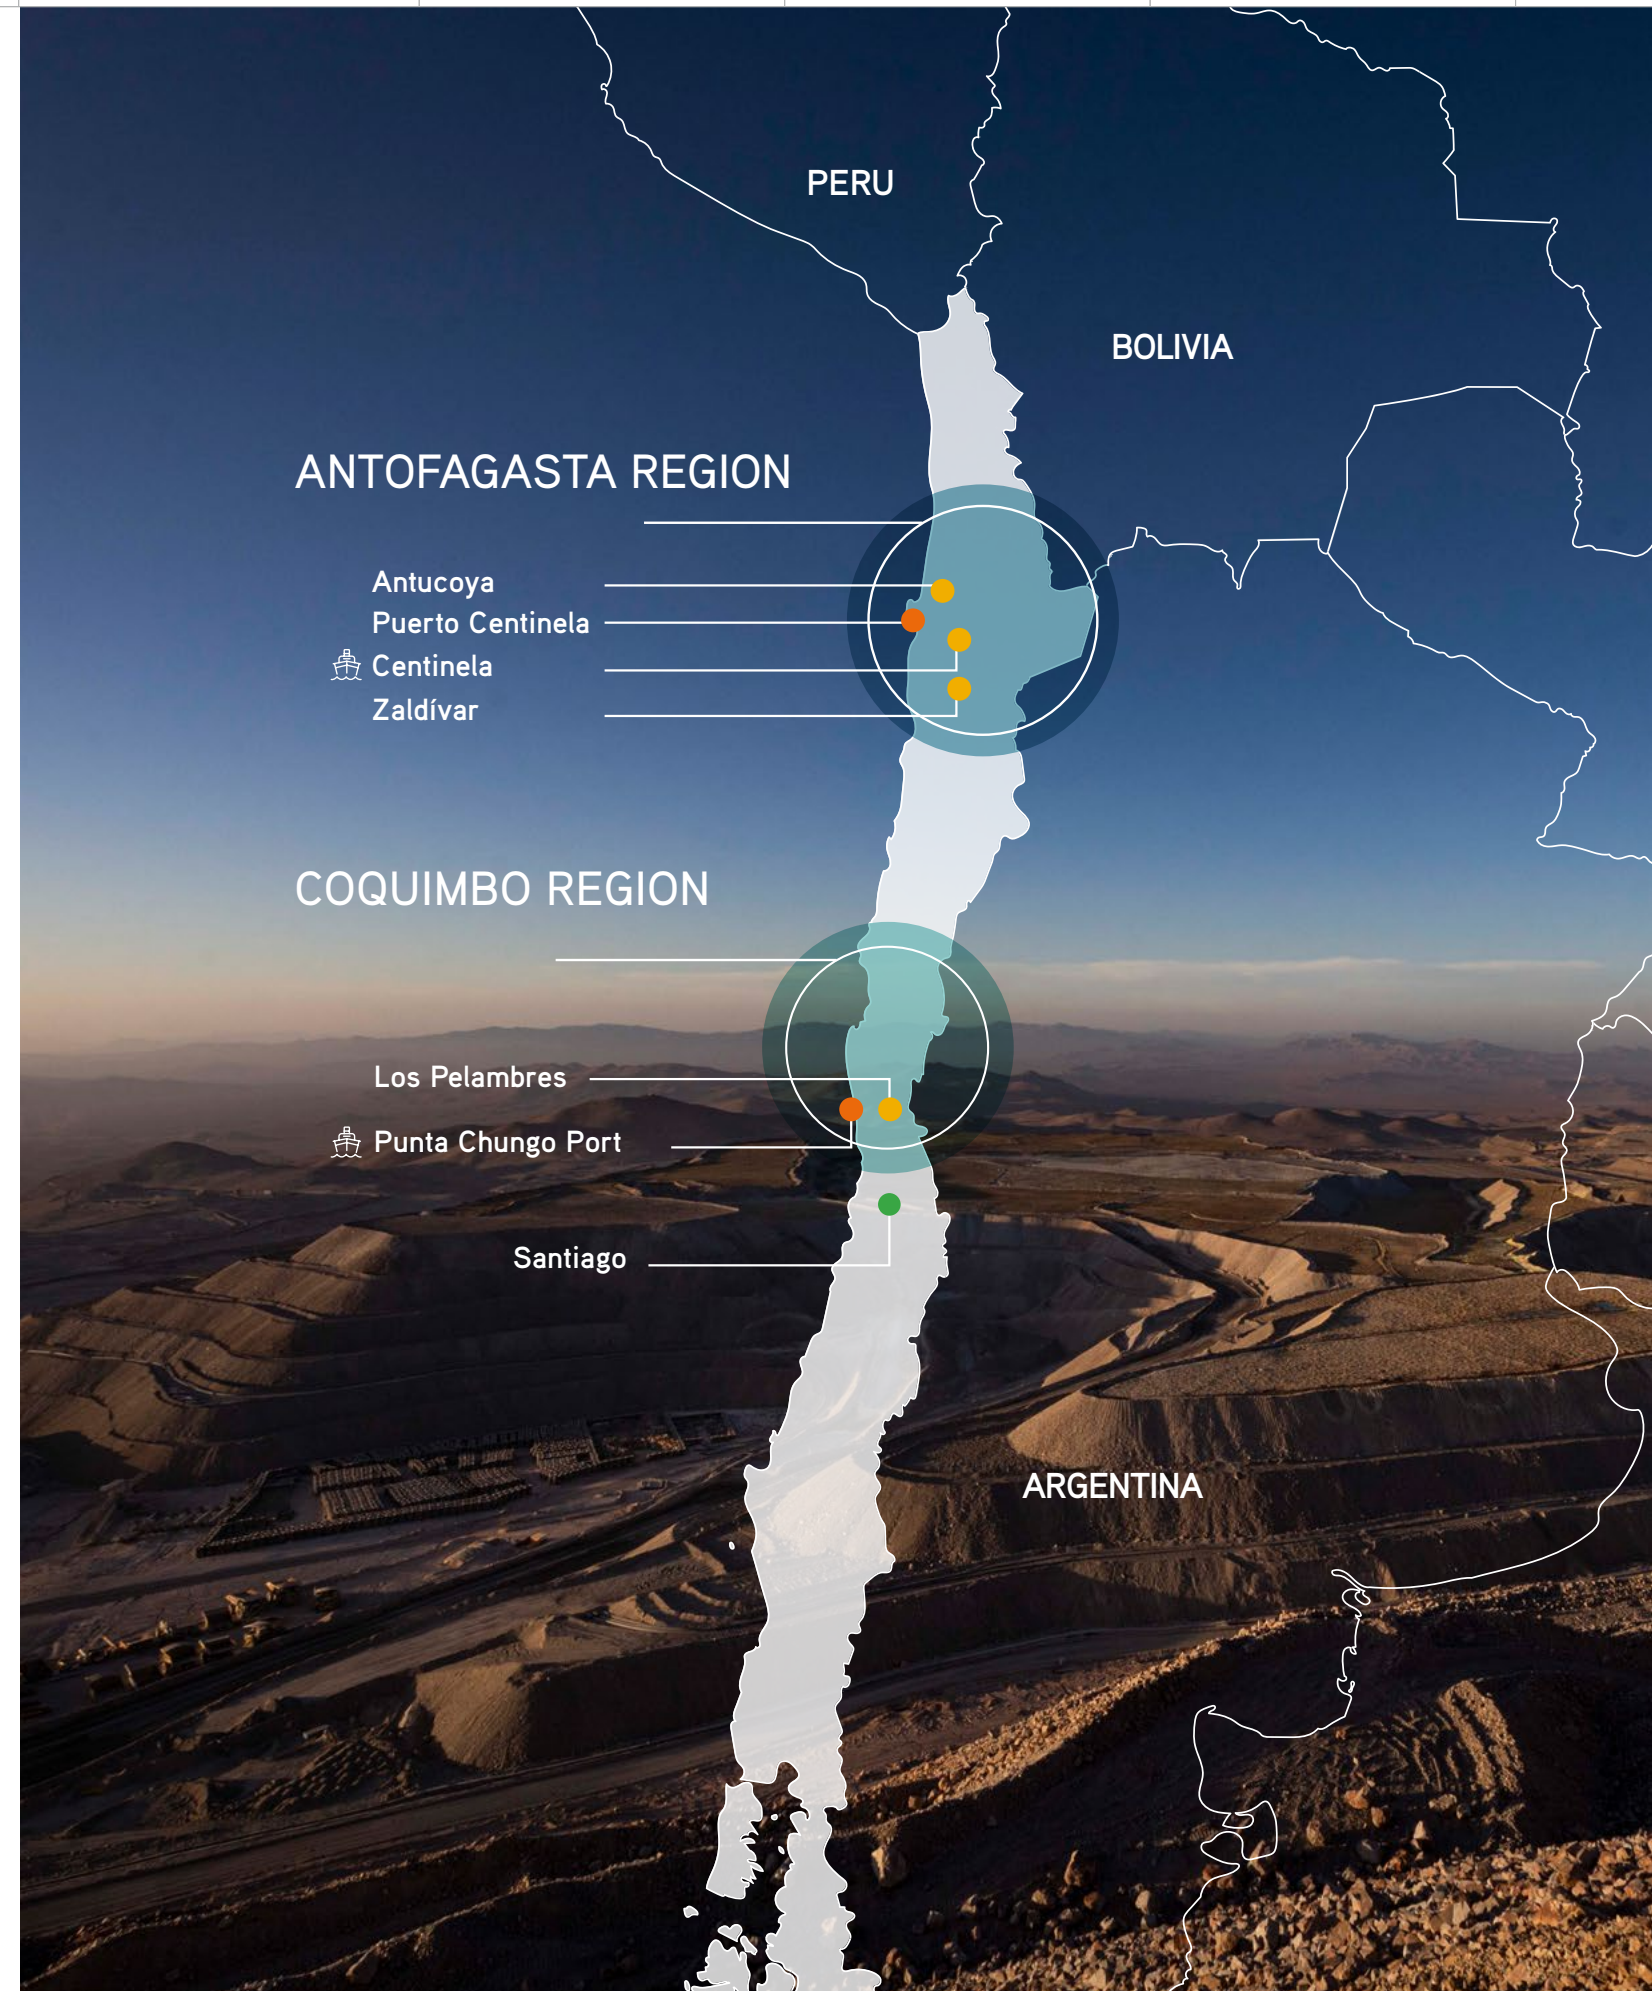 PERU
BOLIVIA
ANTOFAGASTA REGION
Antucoya
Puerto Centinela
Centinela
Zaldívar
COQUIMBO REGION
Los Pelambres
Punta Chungo Port
Santiago
ARGENTINA